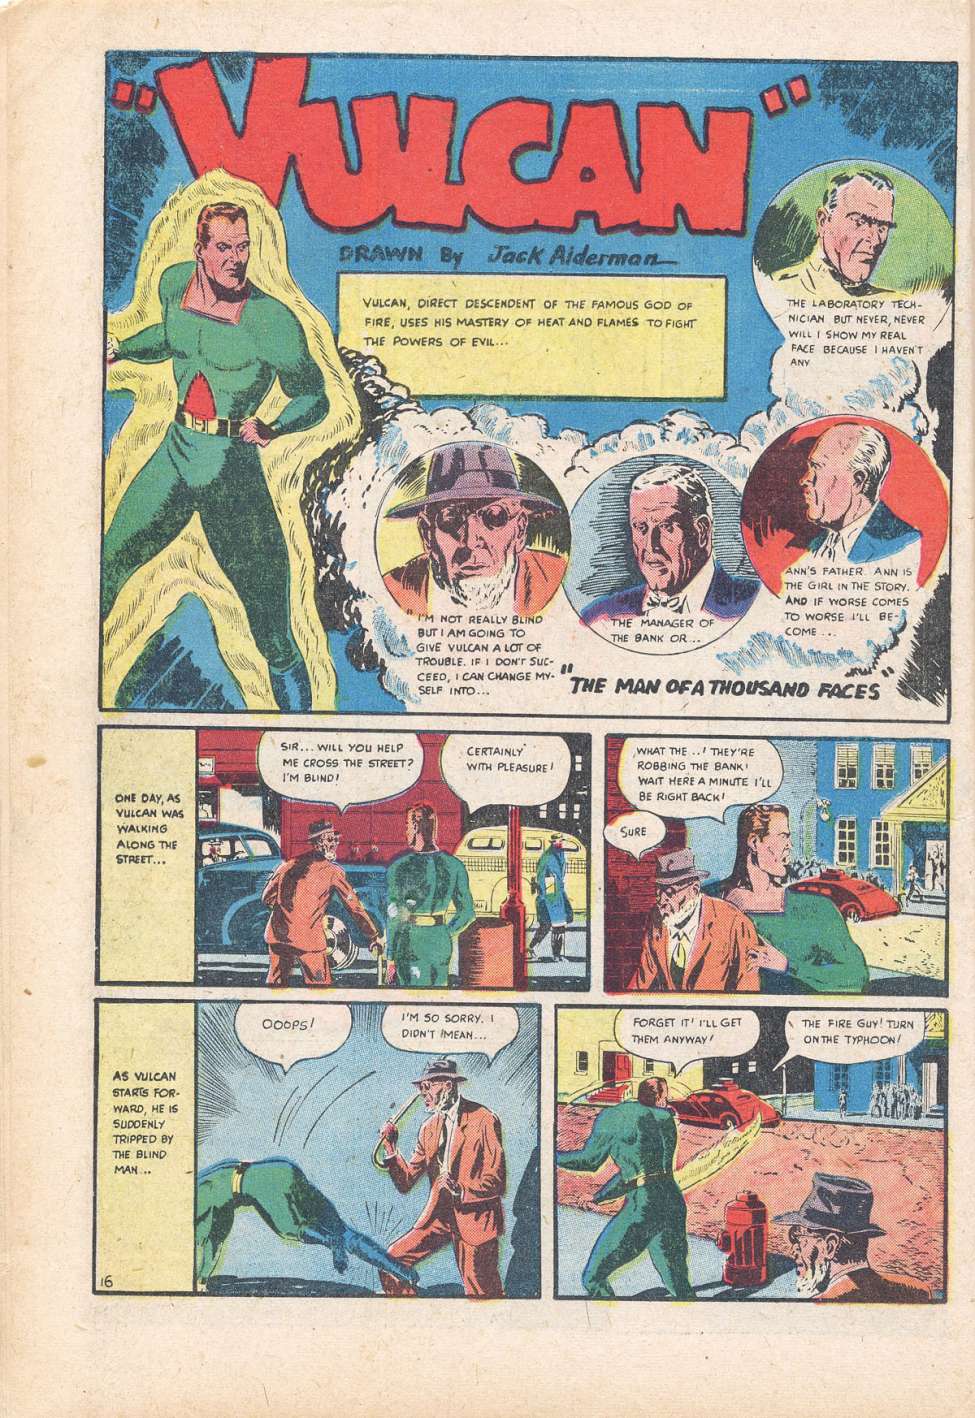 "VULCAN"
DRAWN By Jack Alderman
VULCAN, DIRECT DESCENDENT OF THE FAMOUS GOD OF
FIRE, USES HIS MASTERY OF HEAT AND FLAMES TO FIGHT
THE POWERS OF EVIL...
"I'M NOT REALLY BLIND
BUT I AM GOING TO
GIVE VULCAN A LOT OF
TROUBLE. IF I DON'T SUC-
CEED, I CAN CHANGE MY-
SELF INTO...
THE MANAGER OF
THE BANK OR...
ANN'S FATHER. ANN IS
THE GIRL IN THE STORY.
AND IF WORSE COMES
TO WORSE I'LL BE-
COME ...
THE LABORATORY TECH-
NICIAN BUT NEVER, NEVER
WILL I SHOW MY REAL
FACE BECAUSE I HAVEN'T
ANY
"THE MAN OF A THOUSAND FACES"
ONE DAY, AS
VULCAN WAS
WALKING
ALONG THE
STREET...
SIR... WILL YOU HELP
ME CROSS THE STREET?
I'M BLIND!
CERTAINLY
WITH PLEASURE!
WHAT THE ..! THEY'RE
ROBBING THE BANK!
WAIT HERE A MINUTE I'LL
BE RIGHT BACK!
SURE
AS VULCAN
STARTS FOR-
WARD, HE IS
SUDDENLY
TRIPPED BY
THE BLIND
MAN...
OOOPS!
I'M SO SORRY. I
DIDN'T MEAN...
FORGET IT! I'LL GET
THEM ANYWAY!
THE FIRE GUY! TURN
ON THE TYPHOON!
16